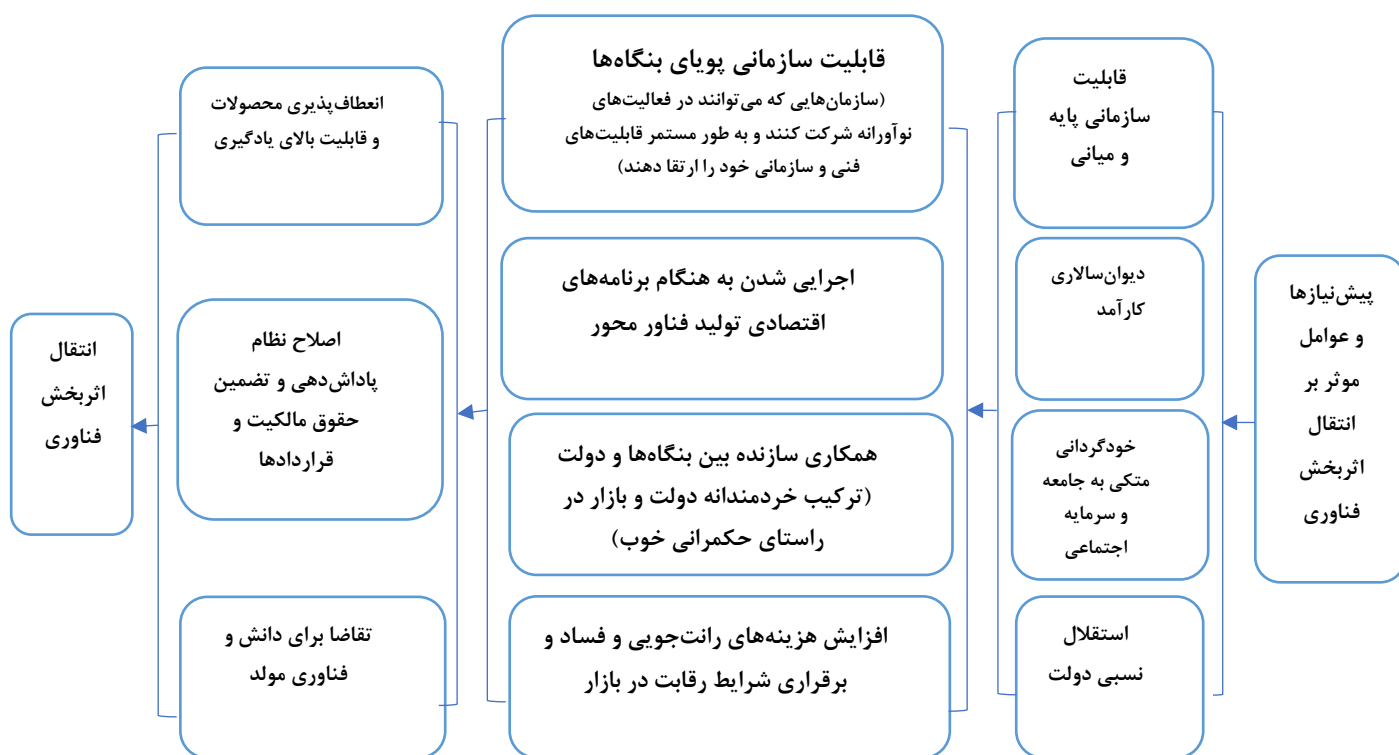 پیش‌نیازها
و عوامل
موثر بر
انتقال
اثربخش
فناوری
قابلیت
سازمانی پایه
و میانی
دیوان‌سالاری
کارآمد
خودگردانی
متکی به جامعه
و سرمایه
اجتماعی
استقلال
نسبی دولت
قابلیت سازمانی پویای بنگاه‌ها
(سازمان‌هایی که می‌توانند در فعالیت‌های
نوآورانه شرکت کنند و به طور مستمر قابلیت‌های
فنی و سازمانی خود را ارتقا دهند)
اجرایی شدن به هنگام برنامه‌های
اقتصادی تولید فناور محور
همکاری سازنده بین بنگاه‌ها و دولت
(ترکیب خردمندانه دولت و بازار در
راستای حکمرانی خوب)
افزایش هزینه‌های رانت‌جویی و فساد و
برقراری شرایط رقابت در بازار
انعطاف‌پذیری محصولات
و قابلیت بالای یادگیری
اصلاح نظام
پاداش‌دهی و تضمین
حقوق مالکیت و
قراردادها
تقاضا برای دانش و
فناوری مولد
انتقال
اثربخش
فناوری